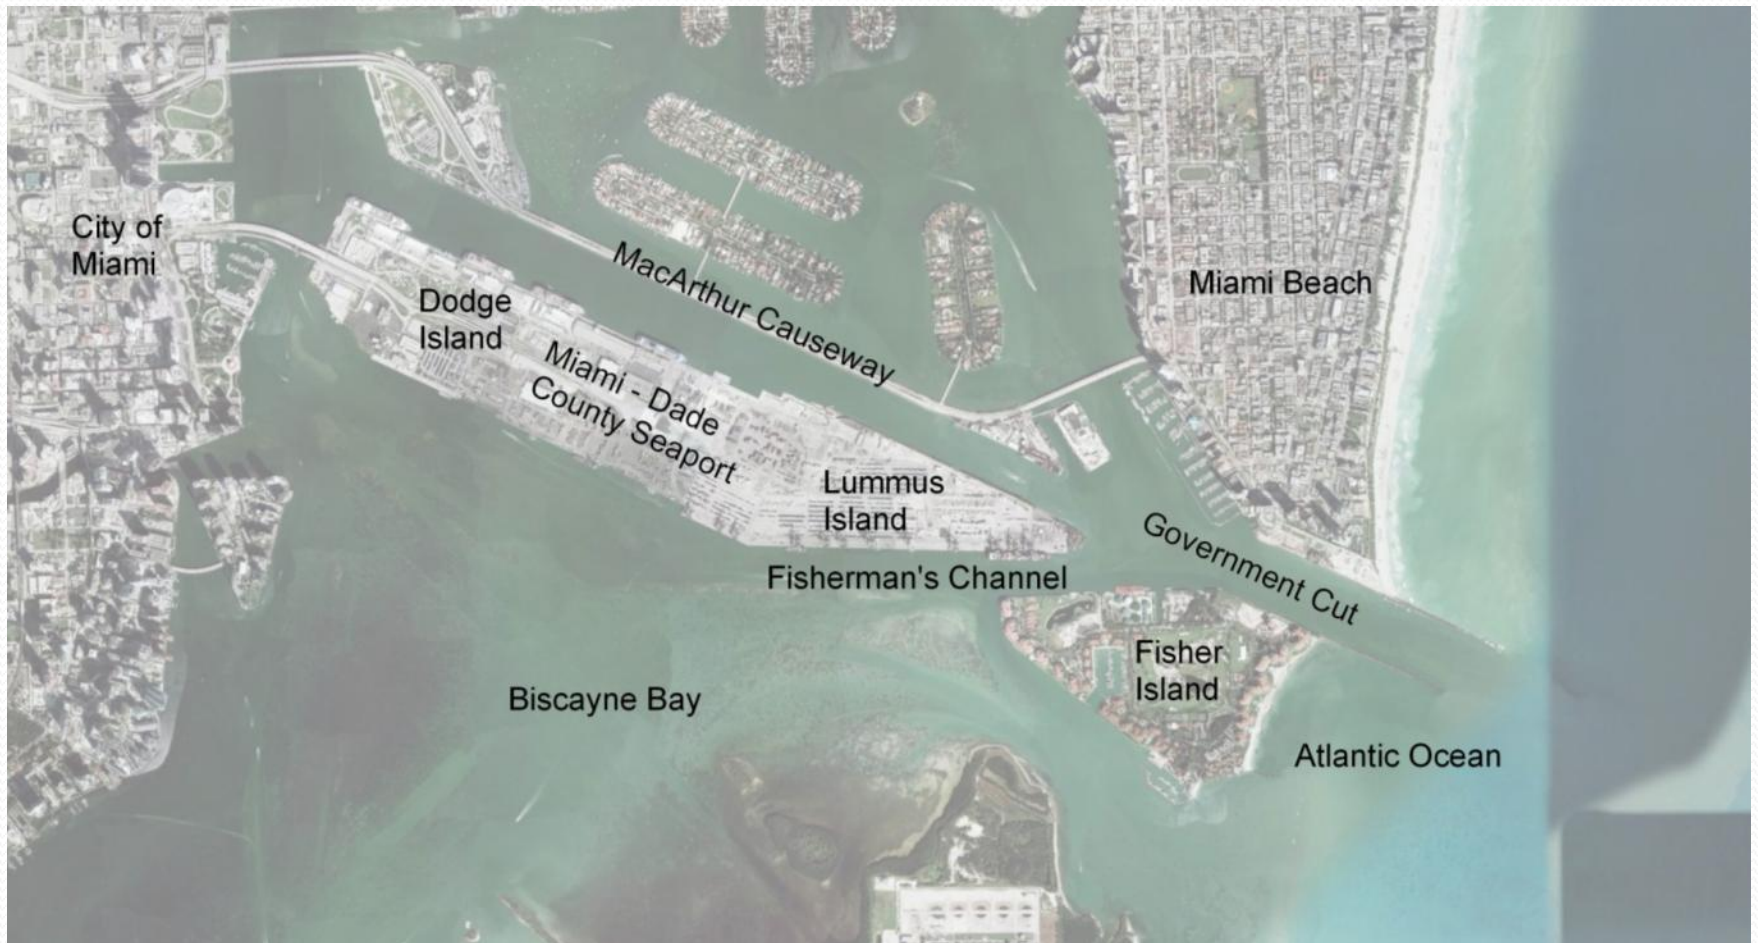 City of
Miami
Dodge
Island
MacArthur Causeway
Miami Beach
Miami - Dade
County Seaport
Lummus
Island
Government Cut
Fisherman's Channel
Fisher
Island
Biscayne Bay
Atlantic Ocean